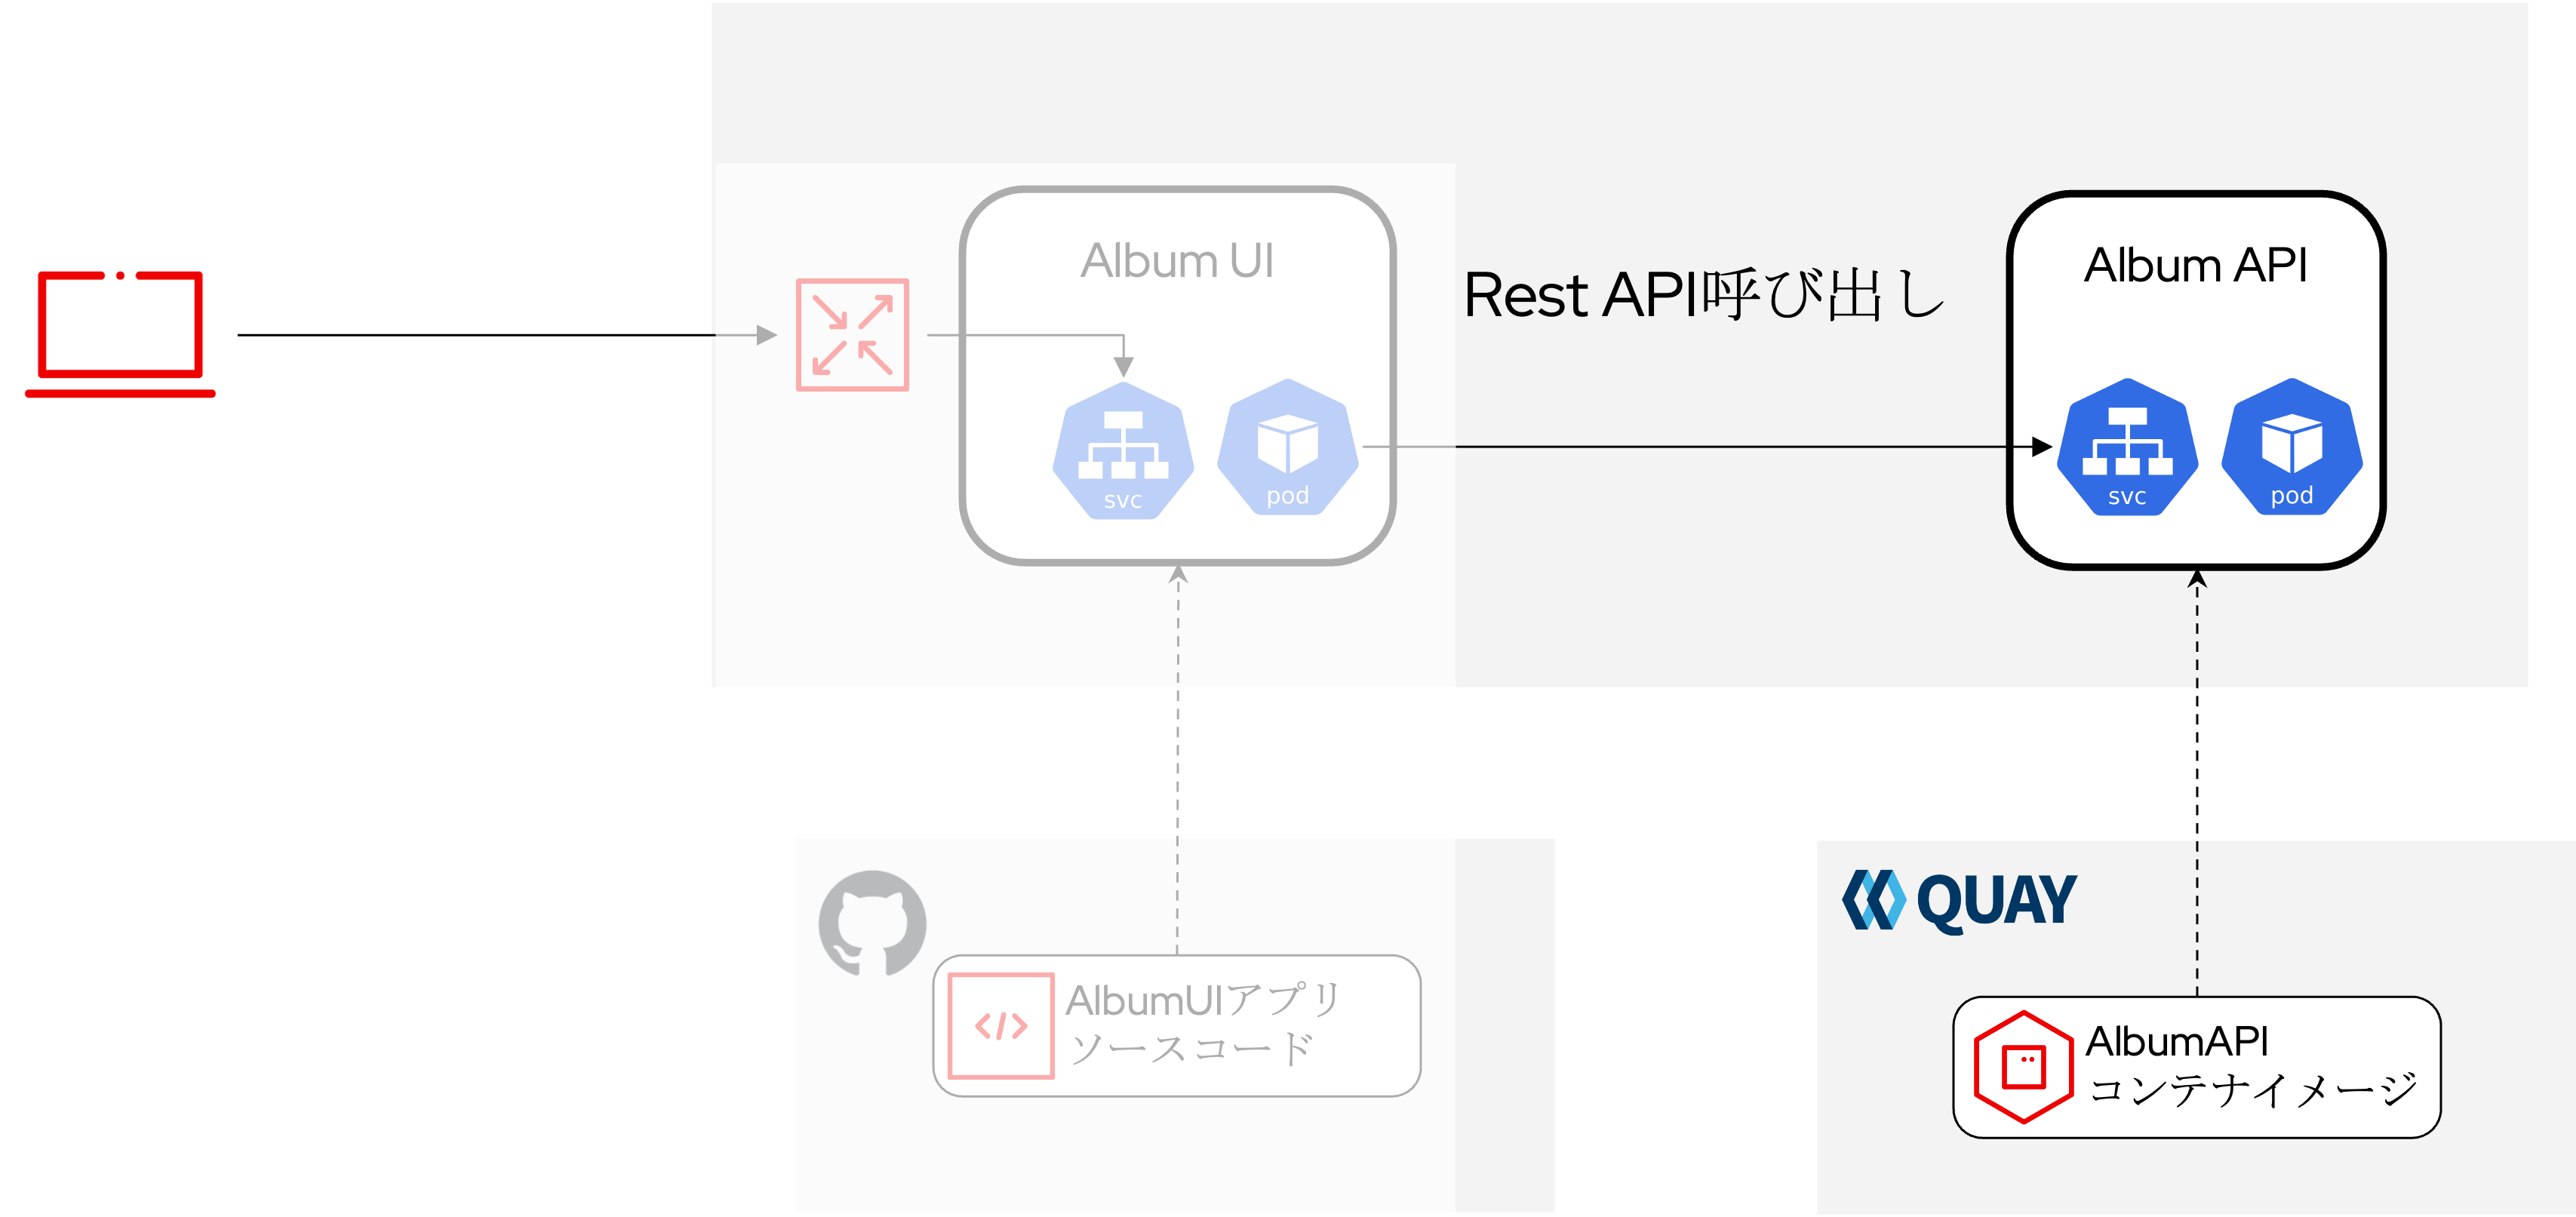 Album UI
Rest API呼び出し
Album API
svc
pod
svc
pod
QUAY
AlbumUIアプリ
ソースコード
AlbumAPI
コンテナイメージ